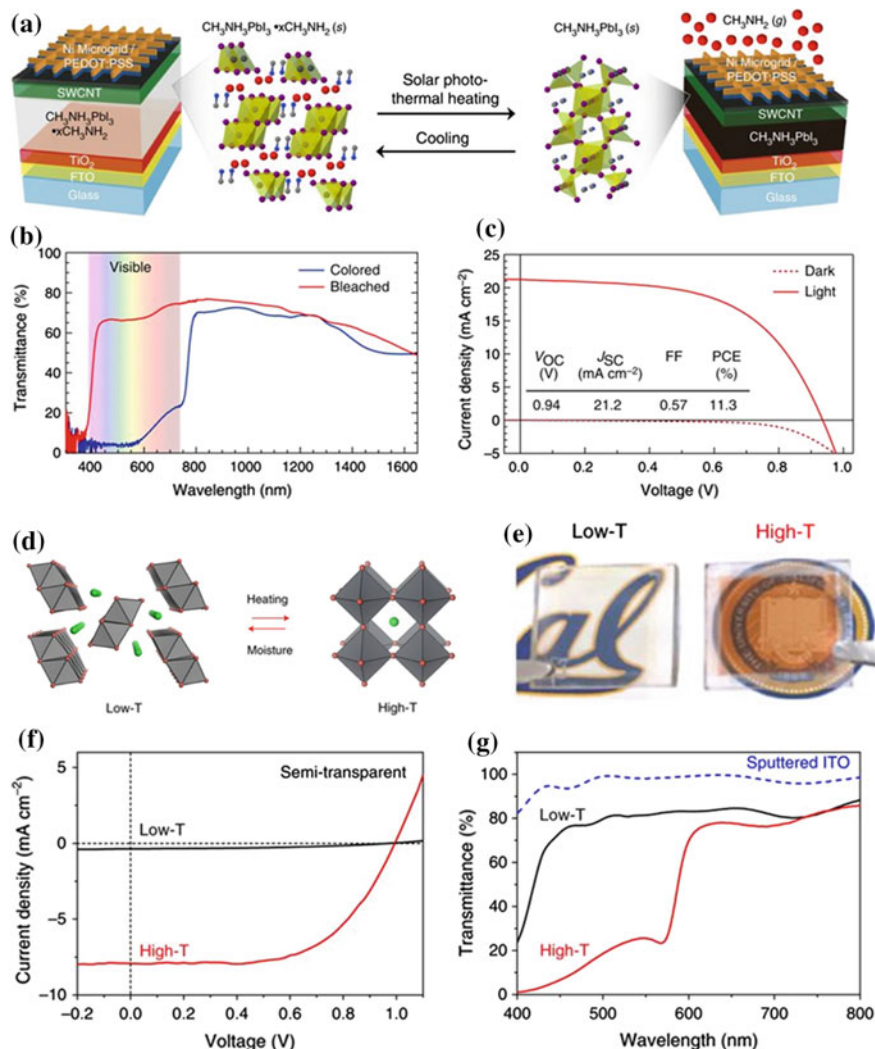 (a)
CH₃NH₃PbI₃ •xCH₃NH₂ (s)
CH₃NH₃PbI₃ (s)
CH₃NH₂ (g)
Ni Microgrid /
PEDOT:PSS
SWCNT
CH₃NH₃PbI₃
•xCH₃NH₂
TiO₂
FTO
Glass
Solar photo-
thermal heating
Cooling
Ni Microgrid /
PEDOT:PSS
SWCNT
CH₃NH₃PbI₃
TiO₂
FTO
Glass
(b)
100
80
60
40
20
0
Transmittance (%)
Visible
Colored
Bleached
400 600 800 1000 1200 1400 1600
Wavelength (nm)
(c)
25
20
15
10
5
0
−5
Current density (mA cm⁻²)
Dark
Light
VOC (V) JSC (mA cm⁻²) FF PCE (%)
0.94 21.2 0.57 11.3
0.0 0.2 0.4 0.6 0.8 1.0
Voltage (V)
(d)
Heating
Moisture
Low-T
High-T
(e)
Low-T
High-T
Cal
(f)
5
0
−5
−10
Current density (mA cm⁻²)
Semi-transparent
Low-T
High-T
−0.2 0.0 0.2 0.4 0.6 0.8 1.0
Voltage (V)
(g)
120
100
80
60
40
20
0
Transmittance (%)
Sputtered ITO
Low-T
High-T
400 500 600 700 800
Wavelength (nm)